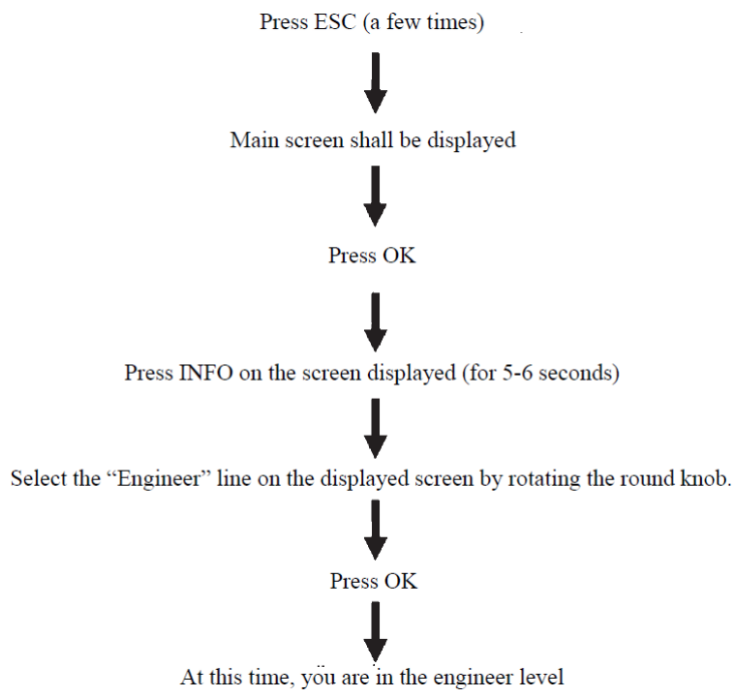 Press ESC (a few times)
Main screen shall be displayed
Press OK
Press INFO on the screen displayed (for 5-6 seconds)
Select the “Engineer” line on the displayed screen by rotating the round knob.
Press OK
At this time, you are in the engineer level